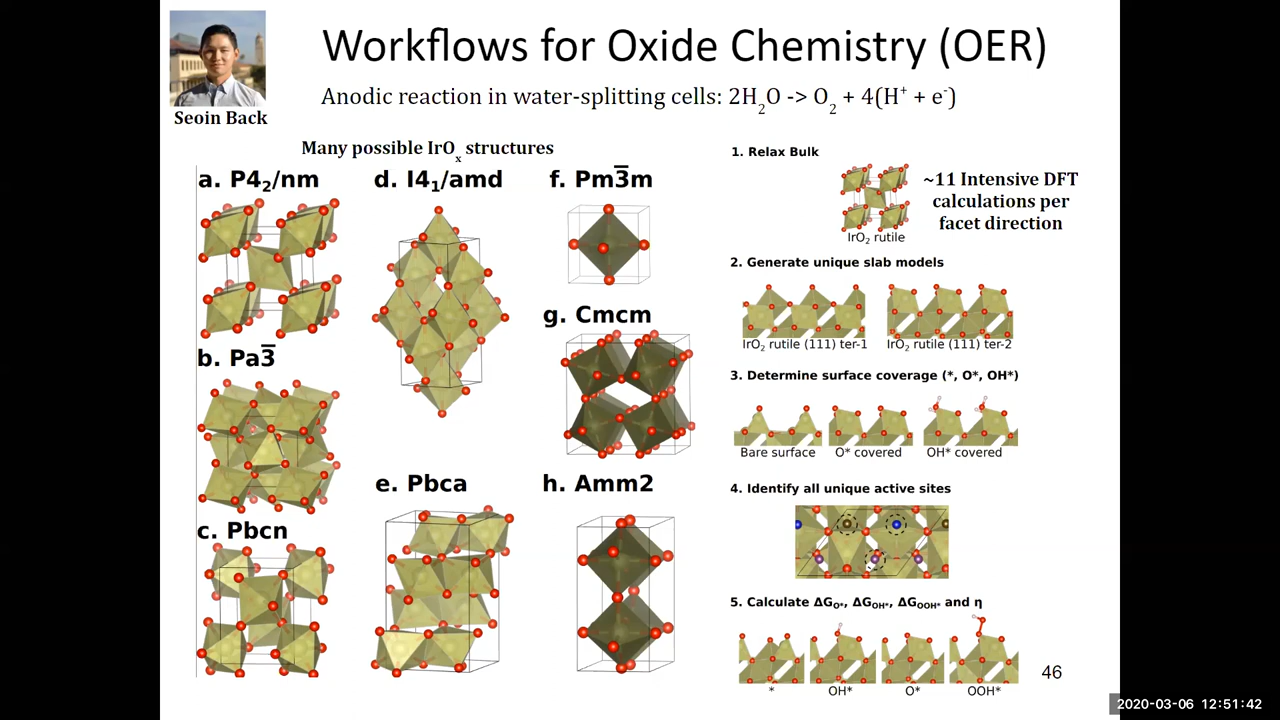 Workflows for Oxide Chemistry (OER)
Anodic reaction in water-splitting cells: 2H₂O -> O₂ + 4(H⁺ + e⁻)
Seoin Back
Many possible IrOₓ structures
a. P4₂/nm
d. I4₁/amd
f. Pm3̅m
g. Cmcm
b. Pa3̅
e. Pbca
h. Amm2
c. Pbcn
1. Relax Bulk
~11 Intensive DFT
calculations per
facet direction
IrO₂ rutile
2. Generate unique slab models
IrO₂ rutile (111) ter-1
IrO₂ rutile (111) ter-2
3. Determine surface coverage (*, O*, OH*)
Bare surface
O* covered
OH* covered
4. Identify all unique active sites
5. Calculate ΔG_O*, ΔG_OH*, ΔG_OOH* and η
*
OH*
O*
OOH*
46
2020-03-06 12:51:42